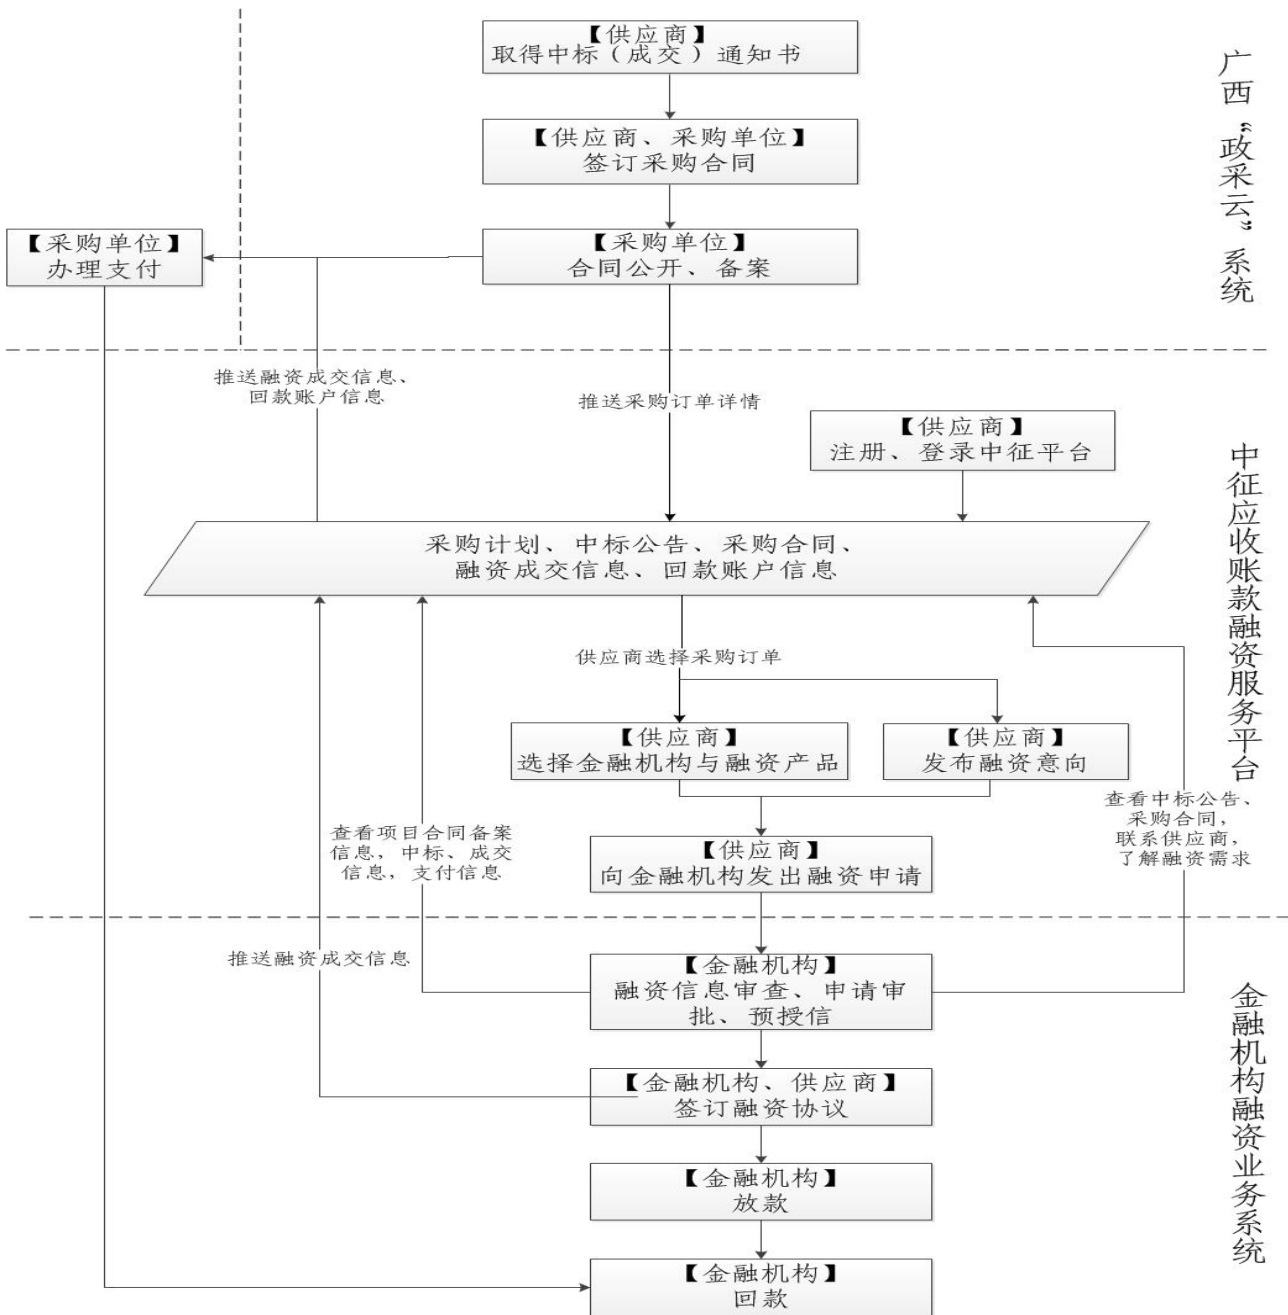 【供应商】
取得中标（成交）通知书
【供应商、采购单位】
签订采购合同
【采购单位】
合同公开、备案
【采购单位】
办理支付
广西“政采云”系统
推送融资成交信息、
回款账户信息
推送采购订单详情
【供应商】
注册、登录中征平台
采购计划、中标公告、采购合同、
融资成交信息、回款账户信息
供应商选择采购订单
【供应商】
选择金融机构与融资产品
【供应商】
发布融资意向
查看项目合同备案
信息，中标、成交
信息，支付信息
【供应商】
向金融机构发出融资申请
查看中标公告、
采购合同，
联系供应商，
了解融资需求
中征应收账款融资服务平台
推送融资成交信息
【金融机构】
融资信息审查、申请审
批、预授信
【金融机构、供应商】
签订融资协议
【金融机构】
放款
【金融机构】
回款
金融机构融资业务系统